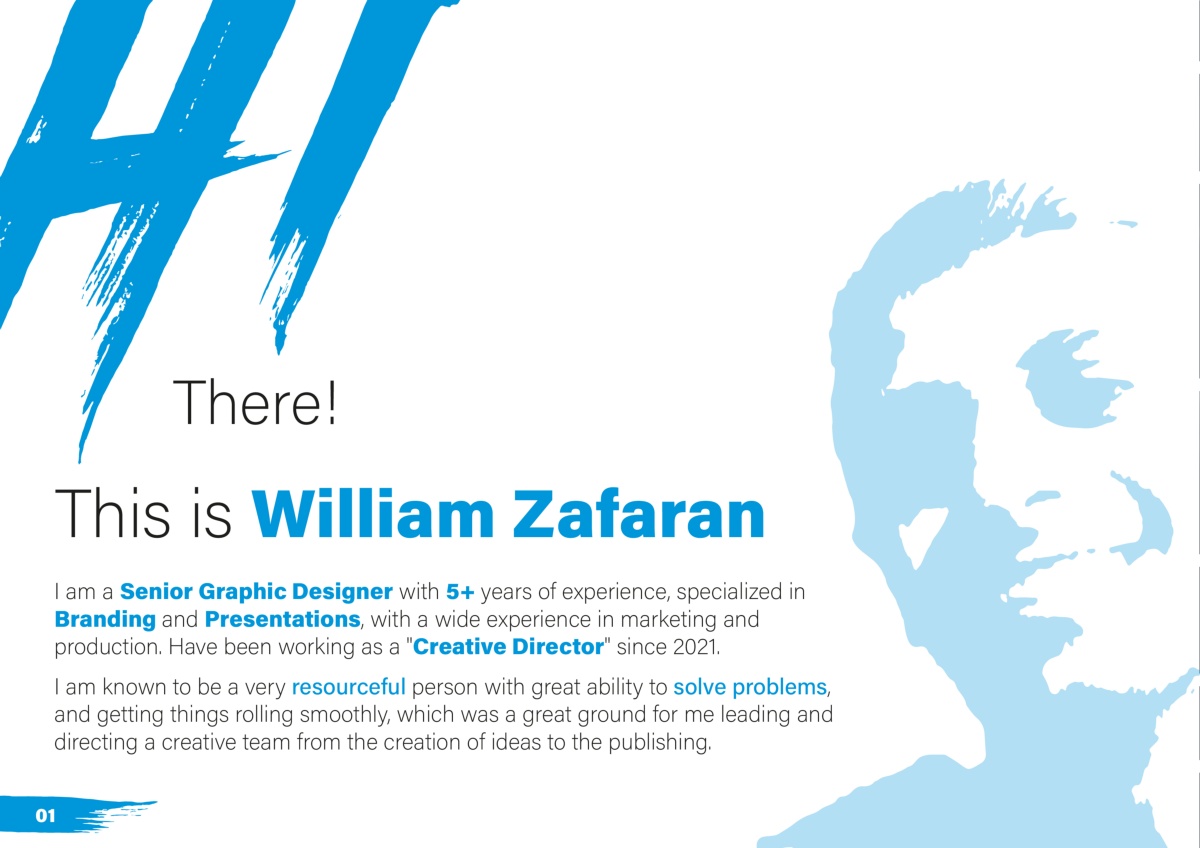 HI
There!
This is William Zafaran
I am a Senior Graphic Designer with 5+ years of experience, specialized in
Branding and Presentations, with a wide experience in marketing and
production. Have been working as a "Creative Director" since 2021.
I am known to be a very resourceful person with great ability to solve problems,
and getting things rolling smoothly, which was a great ground for me leading and
directing a creative team from the creation of ideas to the publishing.
01